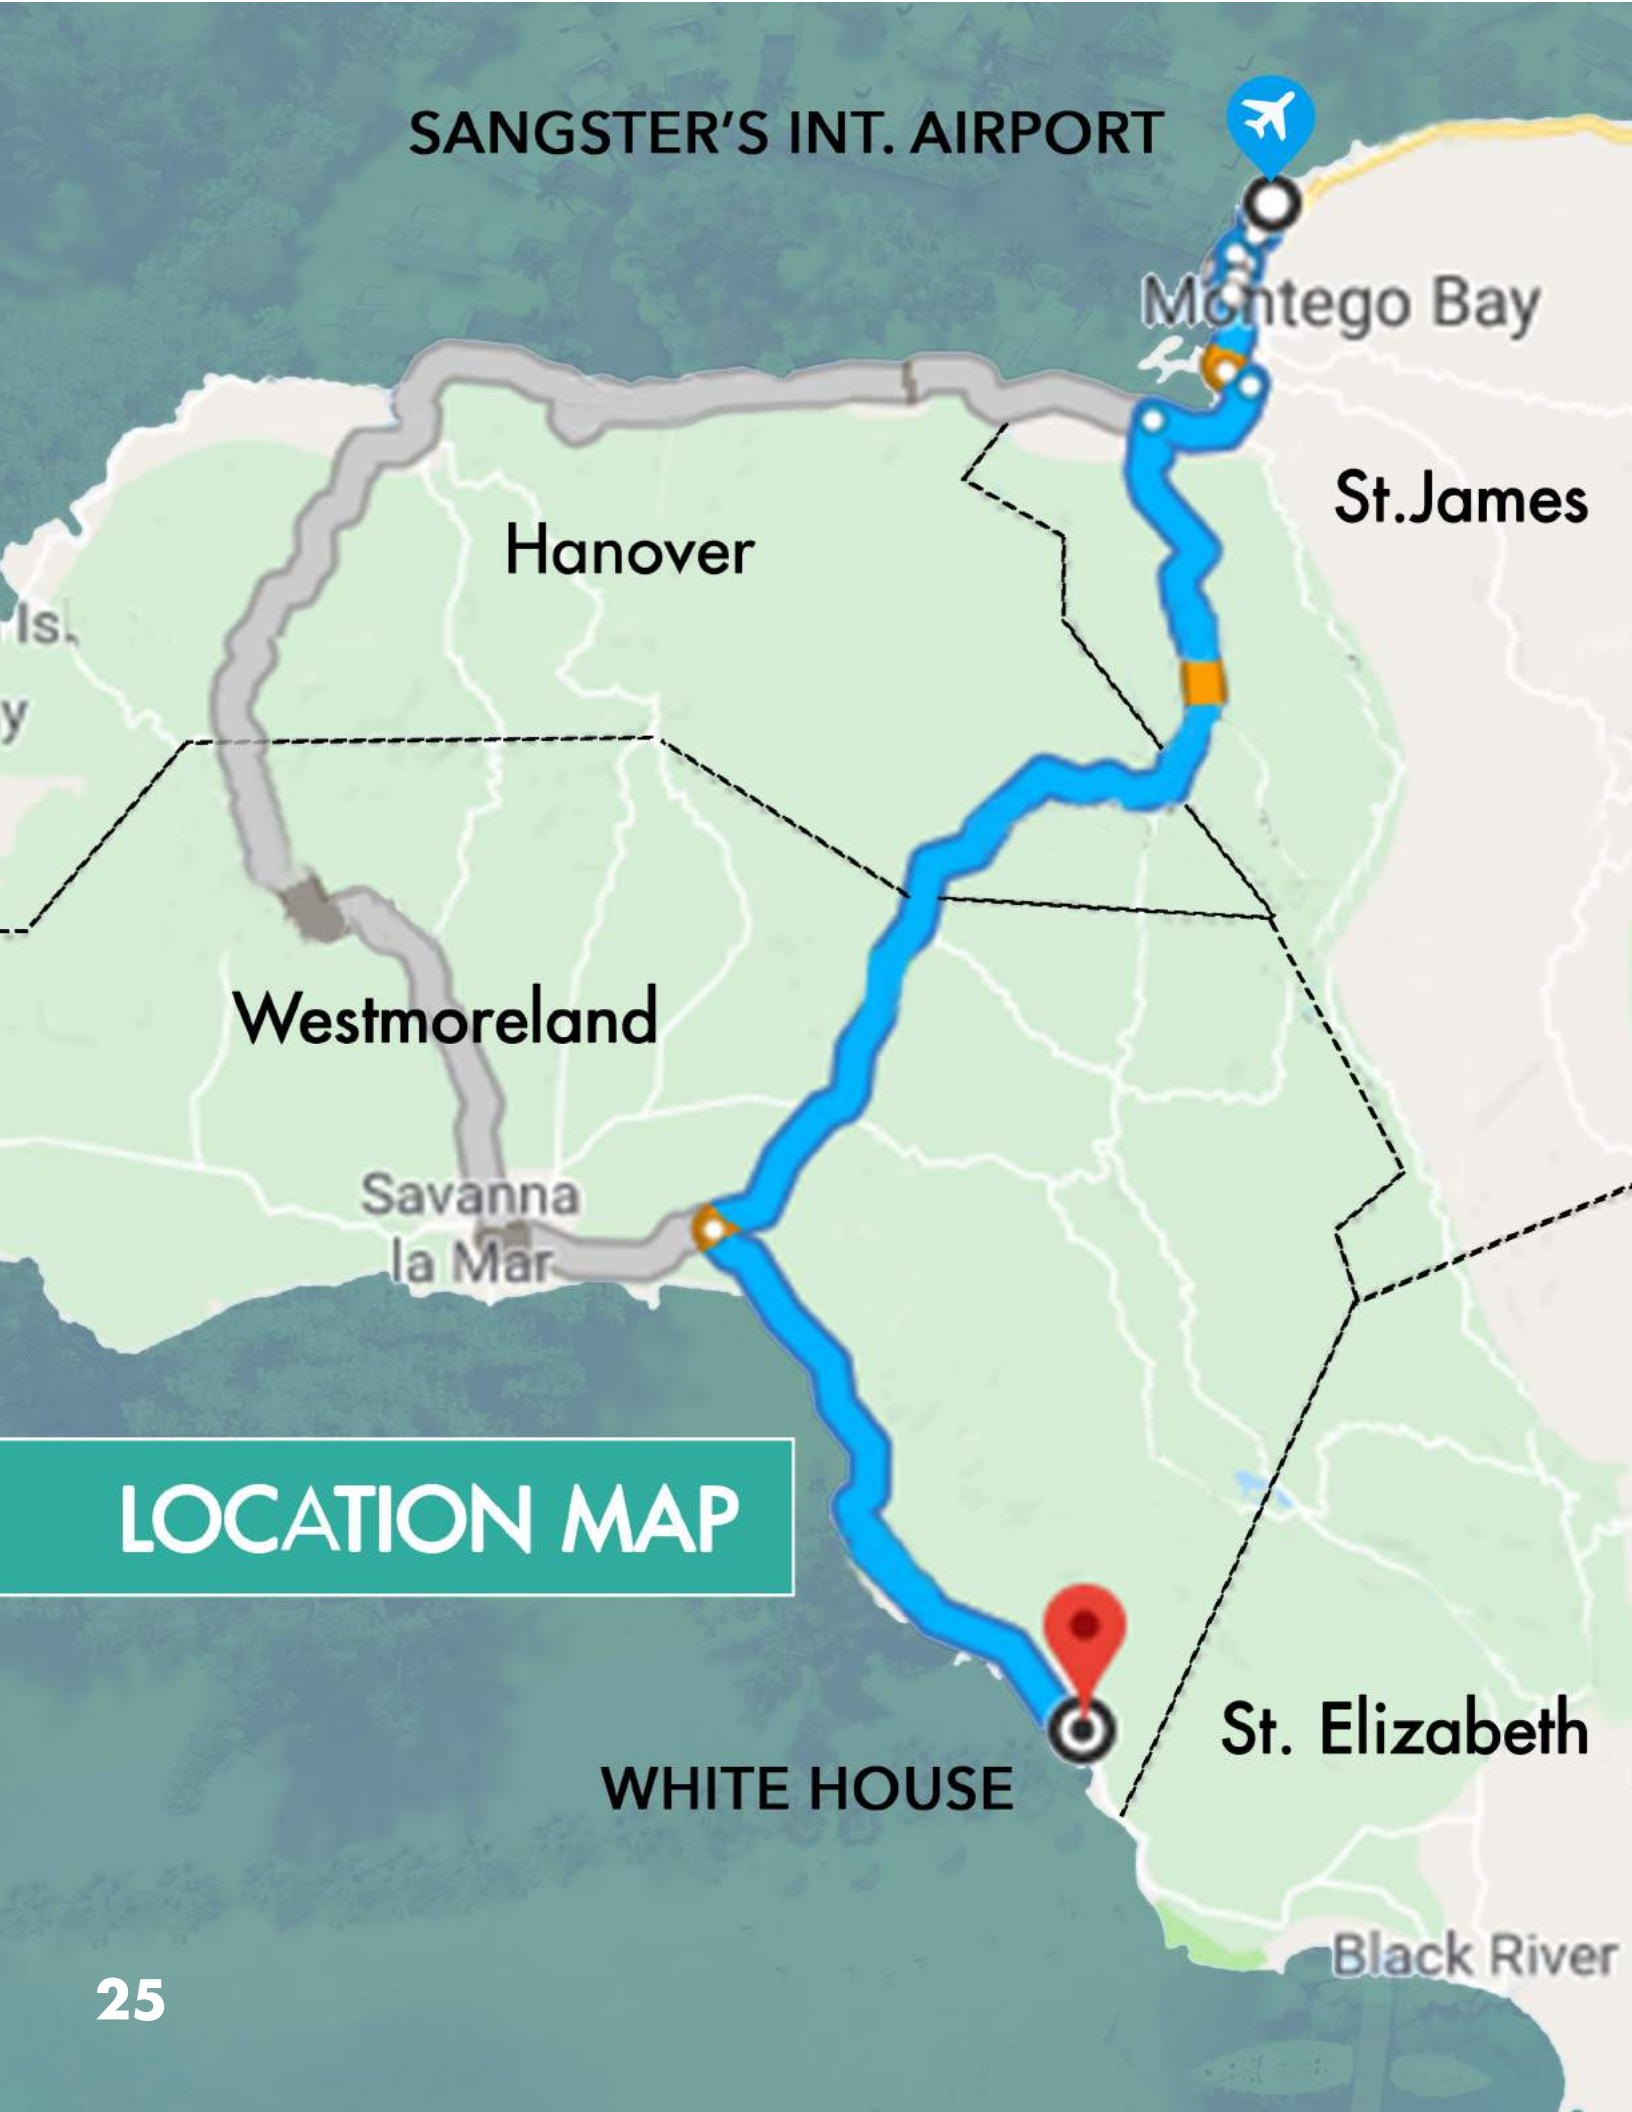 SANGSTER'S INT. AIRPORT
Montego Bay
St.James
Hanover
Is.
y
Westmoreland
Savanna
la Mar
LOCATION MAP
St. Elizabeth
WHITE HOUSE
Black River
25